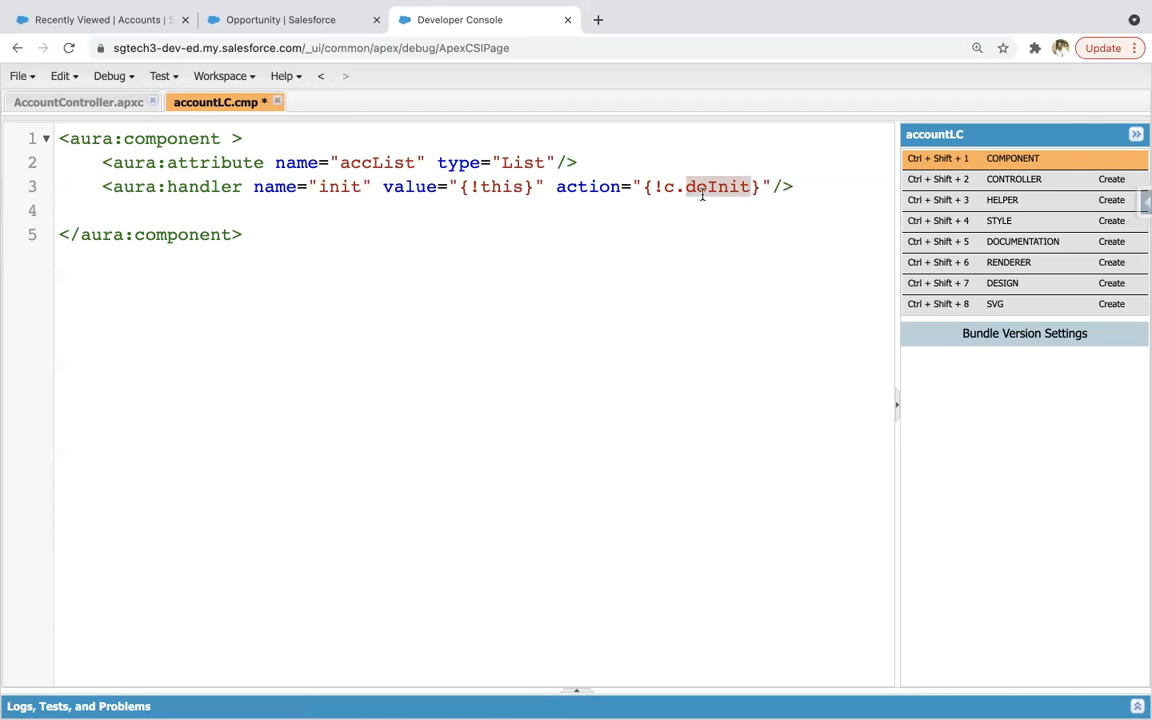 Recently Viewed | Accounts | S
Opportunity | Salesforce
Developer Console
sgtech3-dev-ed.my.salesforce.com/_ui/common/apex/debug/ApexCSIPage
Update
File
Edit
Debug
Test
Workspace
Help
<
>
AccountController.apxc
accountLC.cmp *
1 <aura:component >
2 <aura:attribute name="accList" type="List"/>
3 <aura:handler name="init" value="{!this}" action="{!c.doInit}"/>
4
5 </aura:component>
accountLC
Ctrl + Shift + 1 COMPONENT
Ctrl + Shift + 2 CONTROLLER Create
Ctrl + Shift + 3 HELPER Create
Ctrl + Shift + 4 STYLE Create
Ctrl + Shift + 5 DOCUMENTATION Create
Ctrl + Shift + 6 RENDERER Create
Ctrl + Shift + 7 DESIGN Create
Ctrl + Shift + 8 SVG Create
Bundle Version Settings
Logs, Tests, and Problems